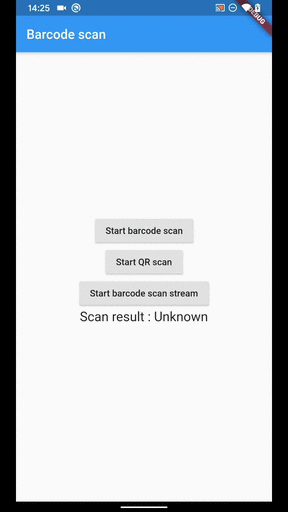 14:25
DEBUG
Barcode scan
Start barcode scan
Start QR scan
Start barcode scan stream
Scan result : Unknown